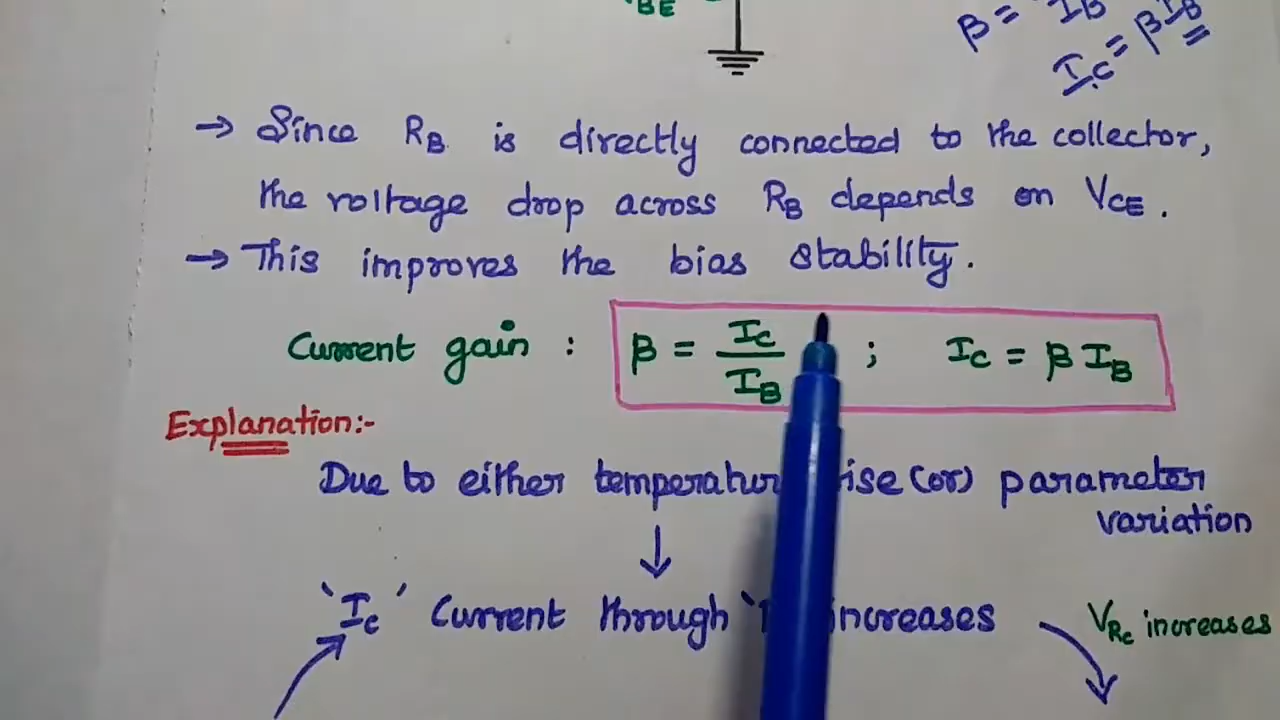 BE
β = IB
IC = βIB
→ Since RB is directly connected to the collector,
the voltage drop across RB depends on VCE.
→ This improves the bias stability.
Current gain : β = IC / IB ; IC = β IB
Explanation:-
Due to either (or) parameter
variation
'IC' Current through increases
VRC increases